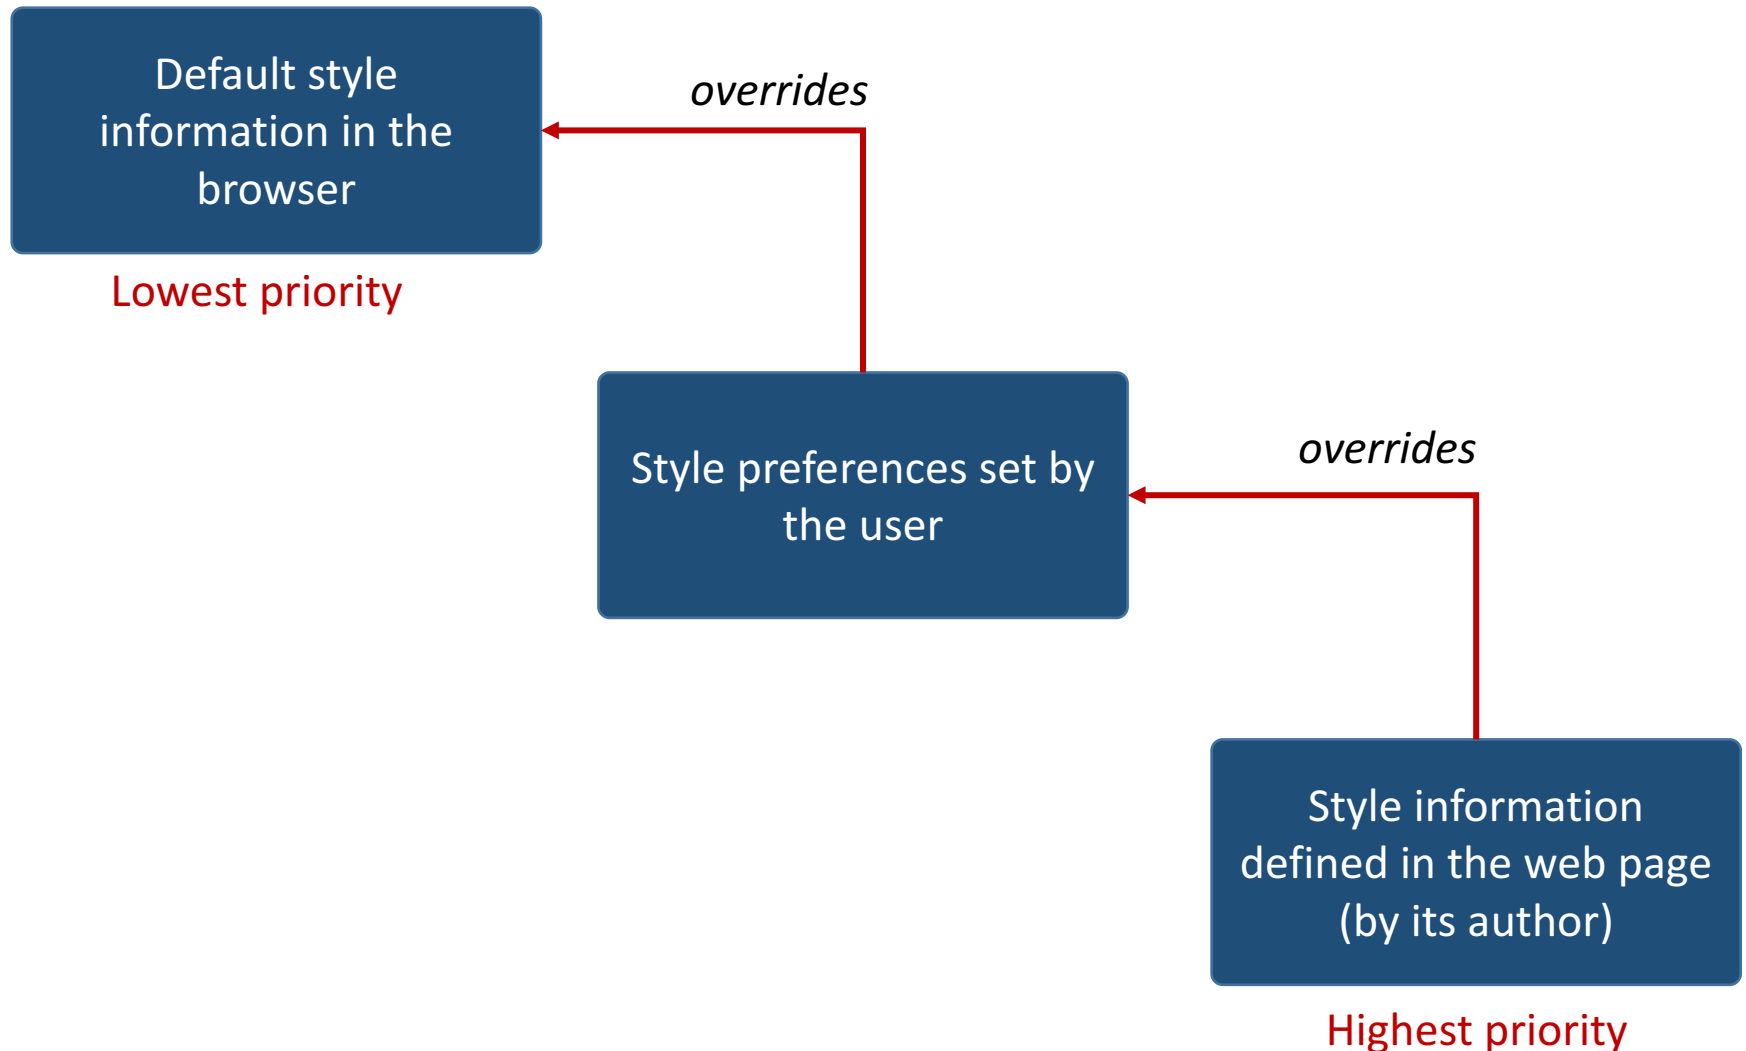 Default style
information in the
browser
overrides
Lowest priority
Style preferences set by
the user
overrides
Style information
defined in the web page
(by its author)
Highest priority